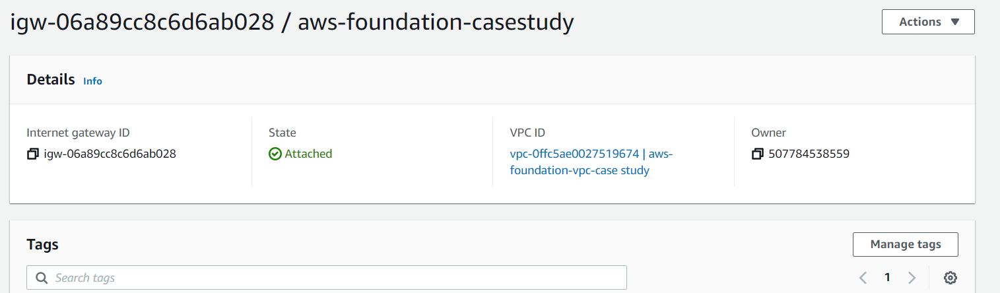 igw-06a89cc8c6d6ab028 / aws-foundation-casestudy
Actions
Details Info
Internet gateway ID
igw-06a89cc8c6d6ab028
State
Attached
VPC ID
vpc-0ffc5ae0027519674 | aws-
foundation-vpc-case study
Owner
507784538559
Tags
Manage tags
Search tags
1